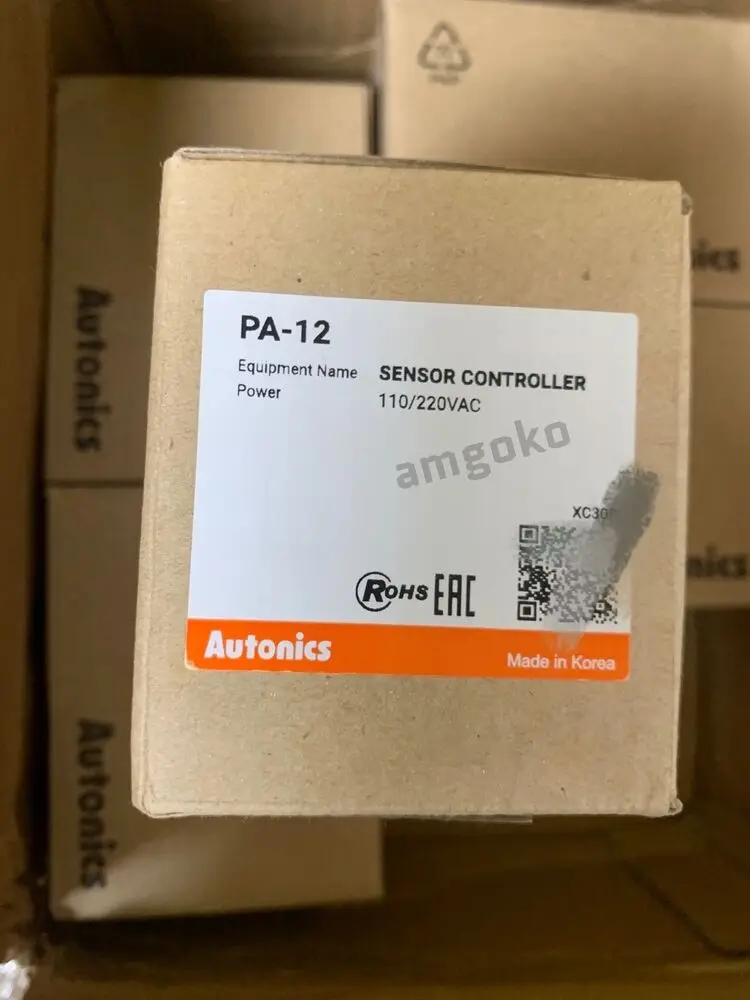 PA-12
Equipment Name SENSOR CONTROLLER
Power 110/220VAC
amgoko
RoHS EAC
Autonics
Made in Korea
Autonics
Autonics